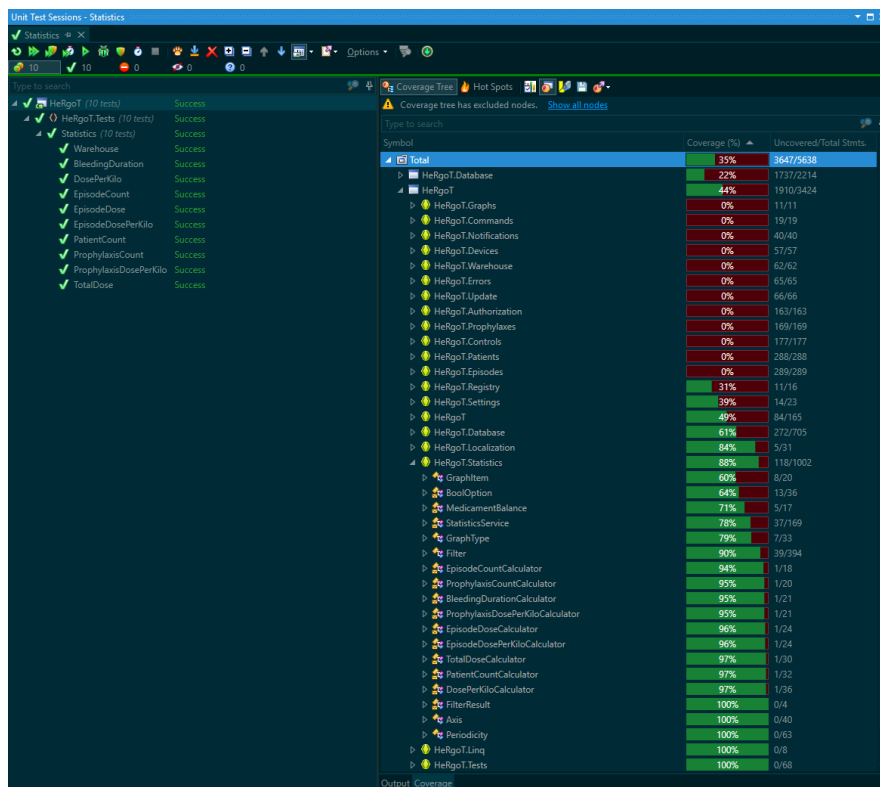 Unit Test Sessions - Statistics
Statistics
Options
10 10 0 0 0
Type to search
HeRgoT (10 tests) Success
HeRgoT.Tests (10 tests) Success
Statistics (10 tests) Success
Warehouse Success
BleedingDuration Success
DosePerKilo Success
EpisodeCount Success
EpisodeDose Success
EpisodeDosePerKilo Success
PatientCount Success
ProphylaxisCount Success
ProphylaxisDosePerKilo Success
TotalDose Success
Coverage Tree Hot Spots
Coverage tree has excluded nodes. Show all nodes
Type to search
Symbol Coverage (%) Uncovered/Total Stmts.
Total 35% 3647/5638
HeRgoT.Database 22% 1737/2214
HeRgoT 44% 1910/3424
HeRgoT.Graphs 0% 11/11
HeRgoT.Commands 0% 19/19
HeRgoT.Notifications 0% 40/40
HeRgoT.Devices 0% 57/57
HeRgoT.Warehouse 0% 62/62
HeRgoT.Errors 0% 65/65
HeRgoT.Update 0% 66/66
HeRgoT.Authorization 0% 163/163
HeRgoT.Prophylaxes 0% 169/169
HeRgoT.Controls 0% 177/177
HeRgoT.Patients 0% 288/288
HeRgoT.Episodes 0% 289/289
HeRgoT.Registry 31% 11/16
HeRgoT.Settings 39% 14/23
HeRgoT 49% 84/165
HeRgoT.Database 61% 272/705
HeRgoT.Localization 84% 5/31
HeRgoT.Statistics 88% 118/1002
GraphItem 60% 8/20
BoolOption 64% 13/36
MedicamentBalance 71% 5/17
StatisticsService 78% 37/169
GraphType 79% 7/33
Filter 90% 39/394
EpisodeCountCalculator 94% 1/18
ProphylaxisCountCalculator 95% 1/20
BleedingDurationCalculator 95% 1/21
ProphylaxisDosePerKiloCalculator 95% 1/21
EpisodeDoseCalculator 96% 1/24
EpisodeDosePerKiloCalculator 96% 1/24
TotalDoseCalculator 97% 1/30
PatientCountCalculator 97% 1/32
DosePerKiloCalculator 97% 1/36
FilterResult 100% 0/4
Axis 100% 0/40
Periodicity 100% 0/63
HeRgoT.Linq 100% 0/8
HeRgoT.Tests 100% 0/68
Output Coverage